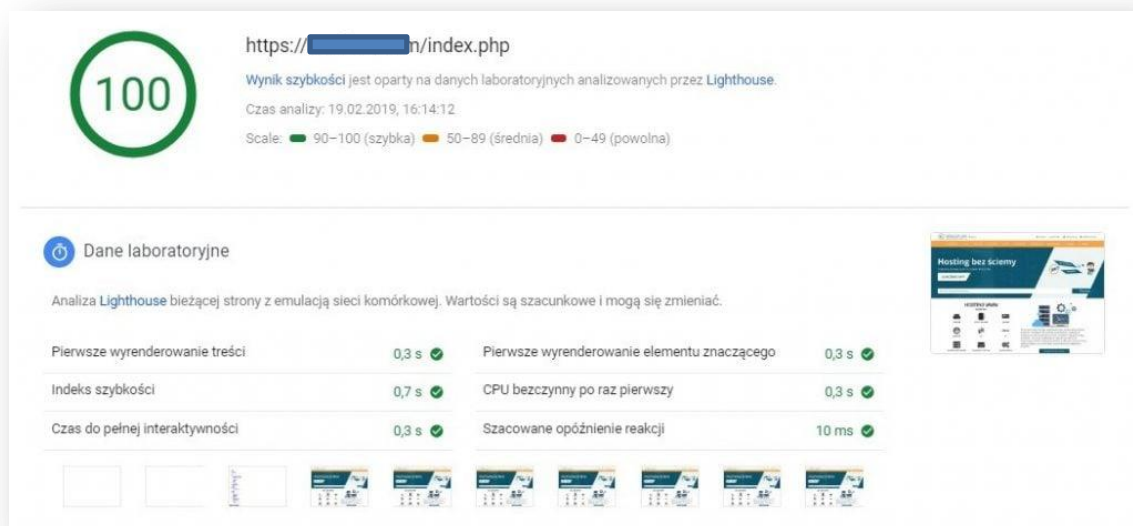 100
https:// m/index.php
Wynik szybkości jest oparty na danych laboratoryjnych analizowanych przez Lighthouse.
Czas analizy: 19.02.2019, 16:14:12
Scale: 90–100 (szybka) 50–89 (średnia) 0–49 (powolna)
Dane laboratoryjne
Analiza Lighthouse bieżącej strony z emulacją sieci komórkowej. Wartości są szacunkowe i mogą się zmieniać.
Pierwsze wyrenderowanie treści 0,3 s
Pierwsze wyrenderowanie elementu znaczącego 0,3 s
Indeks szybkości 0,7 s
CPU bezczynny po raz pierwszy 0,3 s
Czas do pełnej interaktywności 0,3 s
Szacowane opóźnienie reakcji 10 ms
Hosting bez ściemy